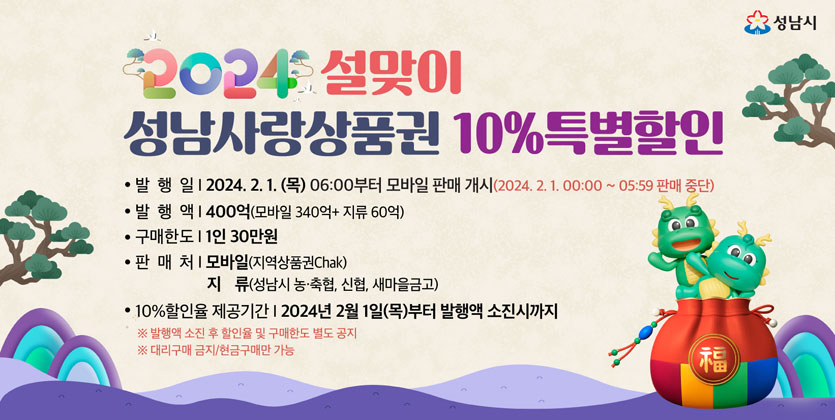 성남시
2024 설맞이
성남사랑상품권 10%특별할인
• 발 행 일 | 2024. 2. 1. (목) 06:00부터 모바일 판매 개시(2024. 2. 1. 00:00 ~ 05:59 판매 중단)
• 발 행 액 | 400억(모바일 340억+ 지류 60억)
• 구매한도 | 1인 30만원
• 판 매 처 | 모바일(지역상품권Chak)
지 류(성남시 농·축협, 신협, 새마을금고)
• 10%할인율 제공기간 | 2024년 2월 1일(목)부터 발행액 소진시까지
※ 발행액 소진 후 할인율 및 구매한도 별도 공지
※ 대리구매 금지/현금구매만 가능
福